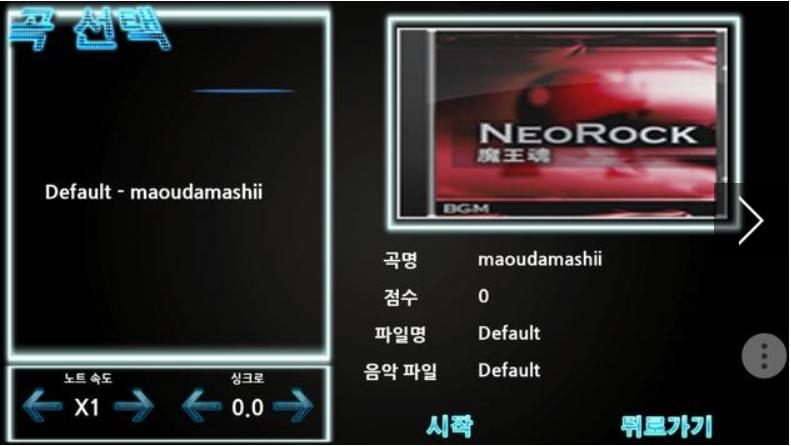 곡 선택
Default - maoudamashii
노트 속도
X1
싱크로
0.0
NEOROCK
魔王魂
BGM
곡명 maoudamashii
점수 0
파일명 Default
음악 파일 Default
시작
뒤로가기